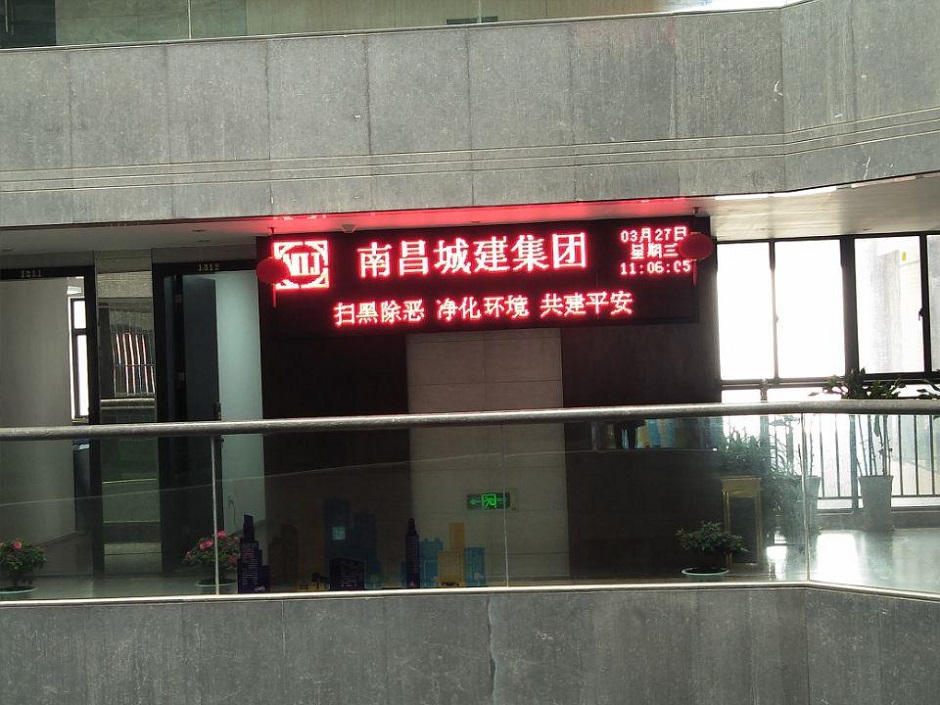 南昌城建集团
03月27日
星期三
11:06:05
扫黑除恶 净化环境 共建平安
1311
1312